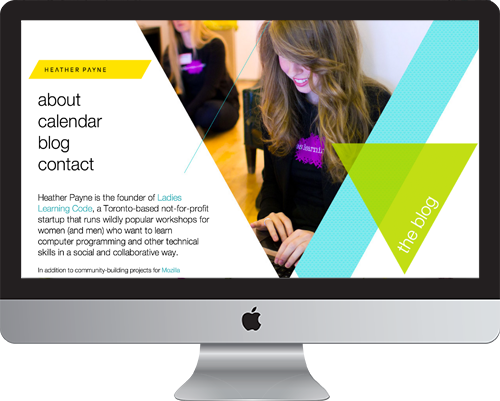 HEATHER PAYNE
about
calendar
blog
contact
Heather Payne is the founder of Ladies
Learning Code, a Toronto-based not-for-profit
startup that runs wildly popular workshops for
women (and men) who want to learn
computer programming and other technical
skills in a social and collaborative way.
In addition to community-building projects for Mozilla
the blog